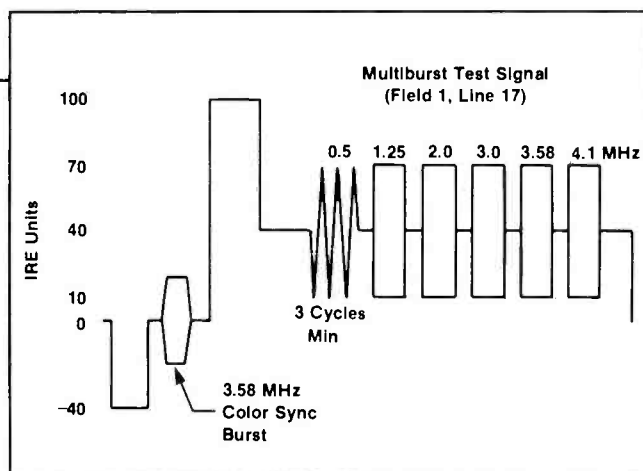 Multiburst Test Signal
(Field 1, Line 17)
100
0.5 1.25 2.0 3.0 3.58 4.1 MHz
70
IRE Units
40
10
0
3 Cycles
Min
-40
3.58 MHz
Color Sync
Burst